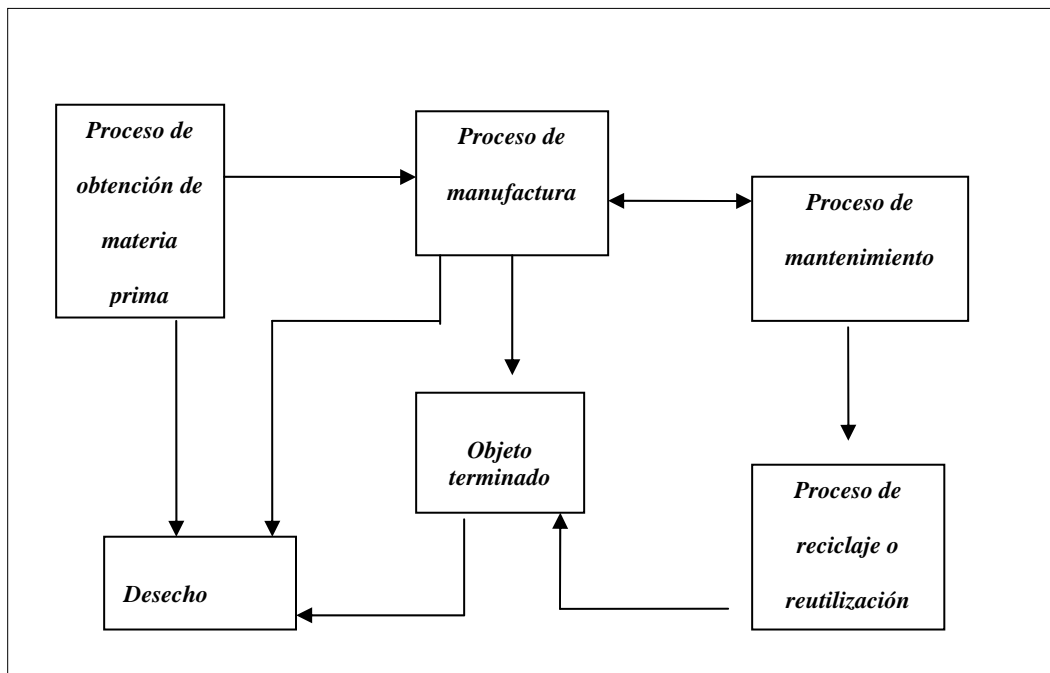 Proceso de
obtención de
materia
prima
Proceso de
manufactura
Proceso de
mantenimiento
Objeto
terminado
Proceso de
reciclaje o
reutilización
Desecho